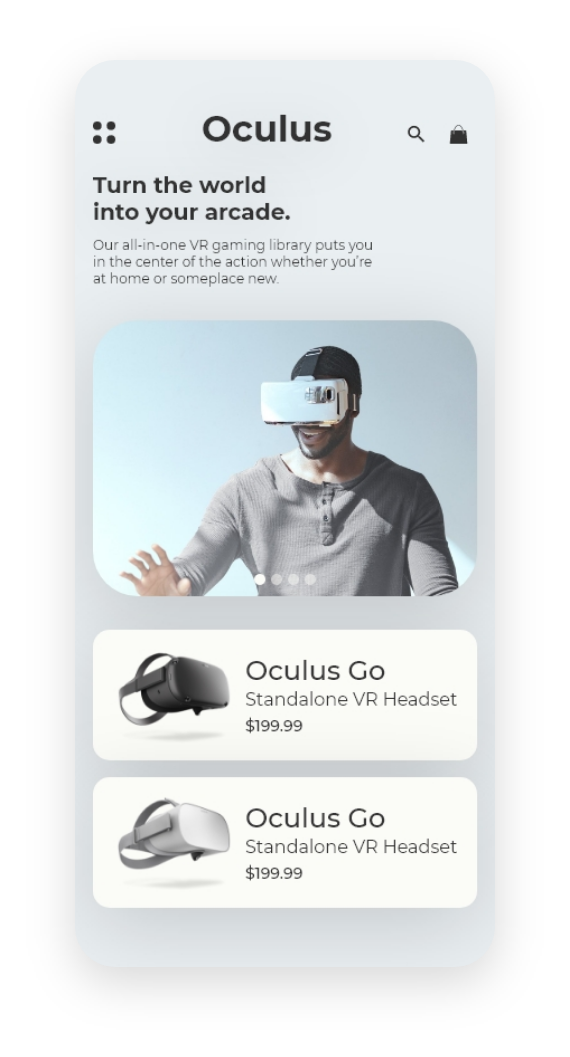 Oculus
Turn the world
into your arcade.
Our all-in-one VR gaming library puts you
in the center of the action whether you’re
at home or someplace new.
Oculus Go
Standalone VR Headset
$199.99
Oculus Go
Standalone VR Headset
$199.99